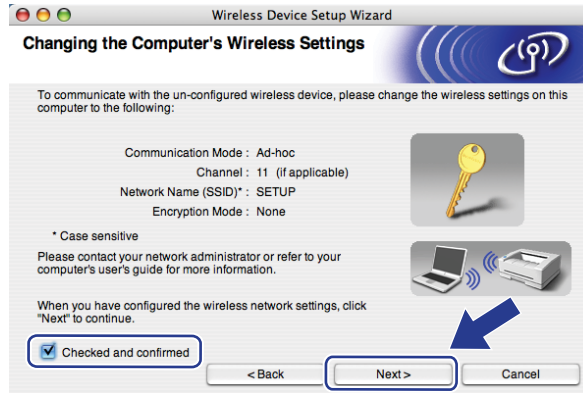 Wireless Device Setup Wizard
Changing the Computer's Wireless Settings
To communicate with the un-configured wireless device, please change the wireless settings on this
computer to the following:
Communication Mode : Ad-hoc
Channel : 11 (if applicable)
Network Name (SSID)* : SETUP
Encryption Mode : None
* Case sensitive
Please contact your network administrator or refer to your
computer's user's guide for more information.
When you have configured the wireless network settings, click
"Next" to continue.
Checked and confirmed
< Back Next > Cancel